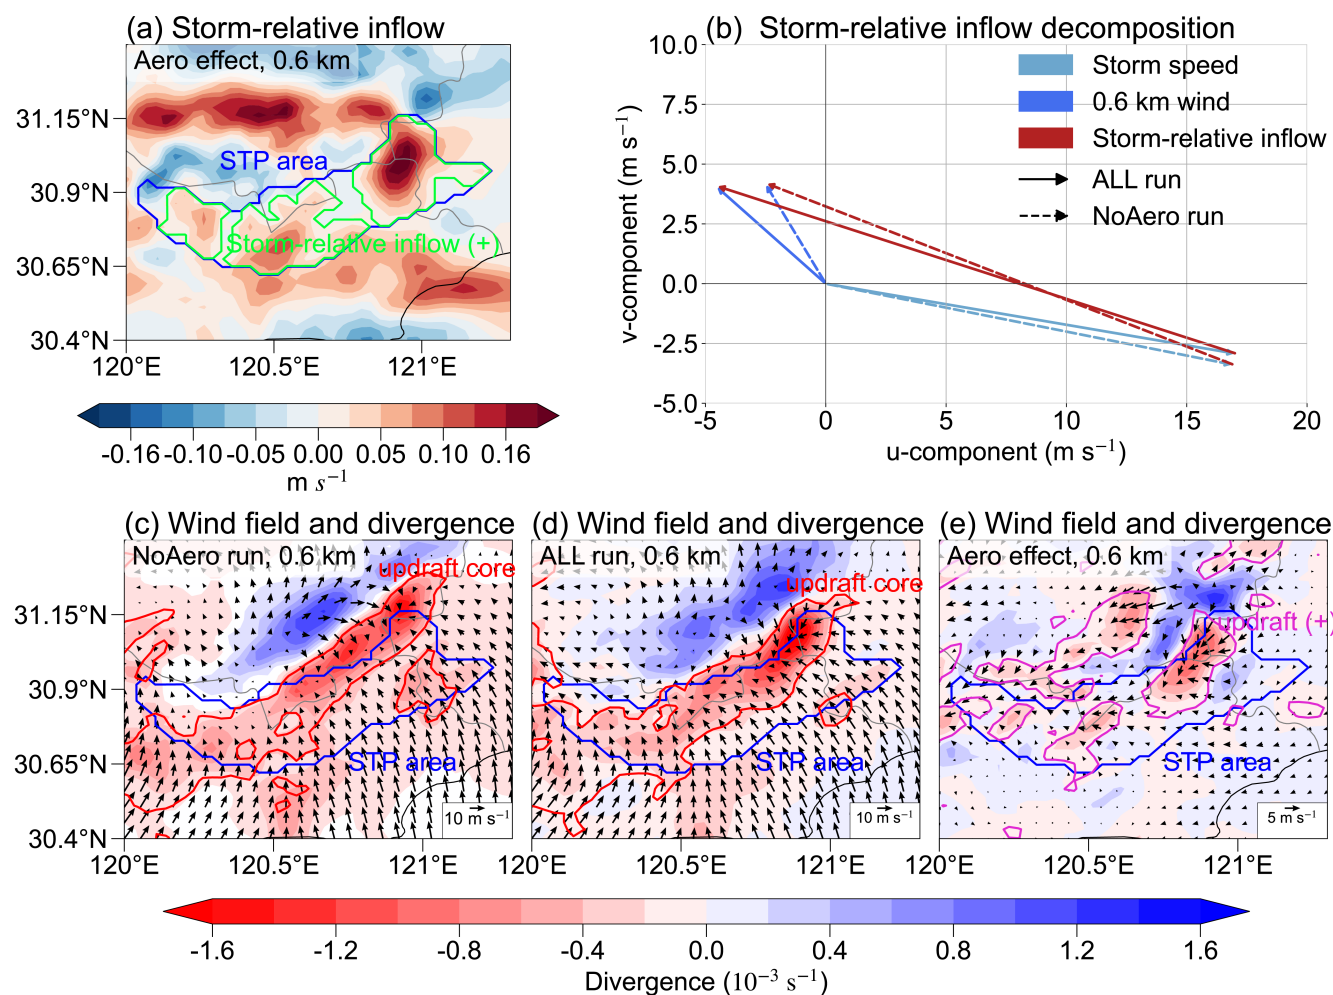 (a) Storm-relative inflow
Aero effect, 0.6 km
STP area
Storm-relative inflow (+)
31.15°N
30.9°N
30.65°N
30.4°N
120°E
120.5°E
121°E
-0.16
-0.10
-0.05
0.00
0.05
0.10
0.16
m s⁻¹
(b) Storm-relative inflow decomposition
Storm speed
0.6 km wind
Storm-relative inflow
ALL run
NoAero run
10.0
7.5
5.0
2.5
0.0
-2.5
-5.0
v-component (m s⁻¹)
-5
0
5
10
15
20
u-component (m s⁻¹)
(c) Wind field and divergence
NoAero run, 0.6 km
updraft core
STP area
10 m s⁻¹
31.15°N
30.9°N
30.65°N
30.4°N
120°E
120.5°E
121°E
(d) Wind field and divergence
ALL run, 0.6 km
updraft core
STP area
10 m s⁻¹
120°E
120.5°E
121°E
(e) Wind field and divergence
Aero effect, 0.6 km
updraft (+)
STP area
5 m s⁻¹
120°E
120.5°E
121°E
-1.6
-1.2
-0.8
-0.4
0.0
0.4
0.8
1.2
1.6
Divergence (10⁻³ s⁻¹)